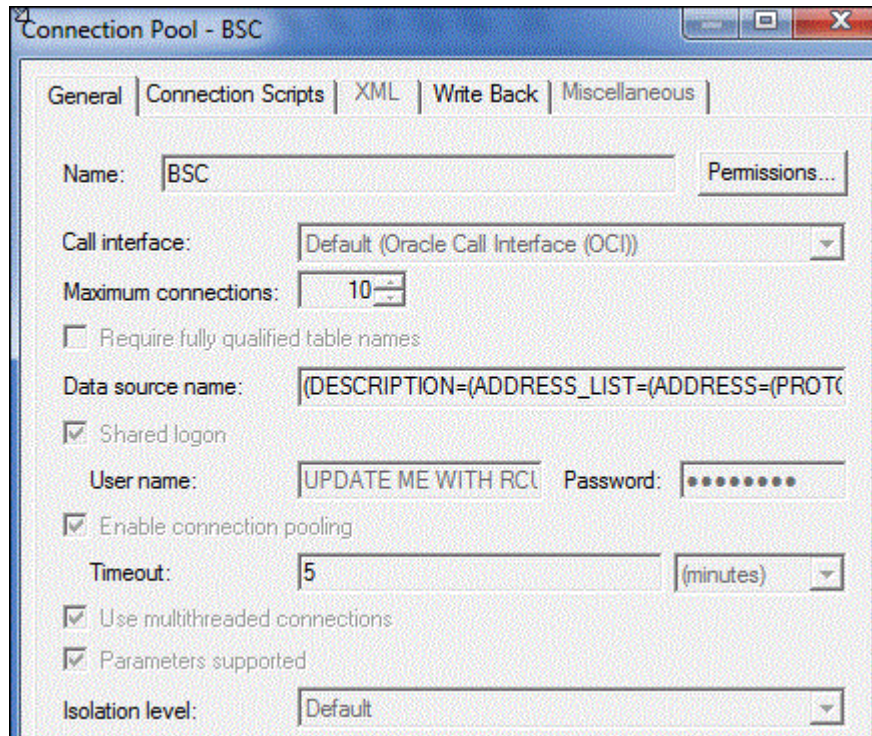 Connection Pool - BSC
General Connection Scripts XML Write Back Miscellaneous
Name: BSC Permissions...
Call interface: Default (Oracle Call Interface (OCI))
Maximum connections: 10
Require fully qualified table names
Data source name: (DESCRIPTION=(ADDRESS_LIST=(ADDRESS=(PROTO
Shared logon
User name: UPDATE ME WITH RCU Password: ●●●●●●●●
Enable connection pooling
Timeout: 5 (minutes)
Use multithreaded connections
Parameters supported
Isolation level: Default